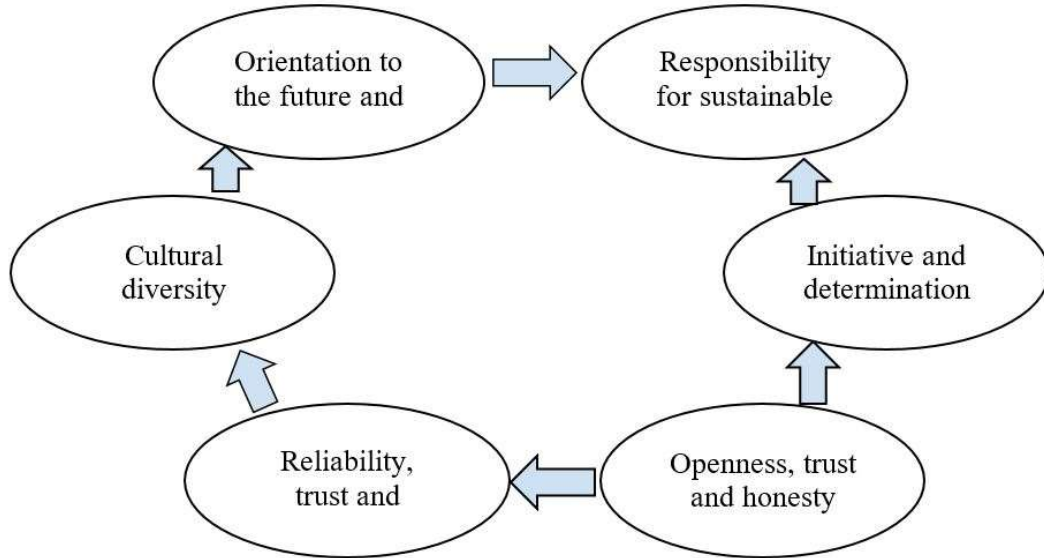 Orientation to
the future and
Responsibility
for sustainable
Cultural
diversity
Initiative and
determination
Reliability,
trust and
Openness, trust
and honesty